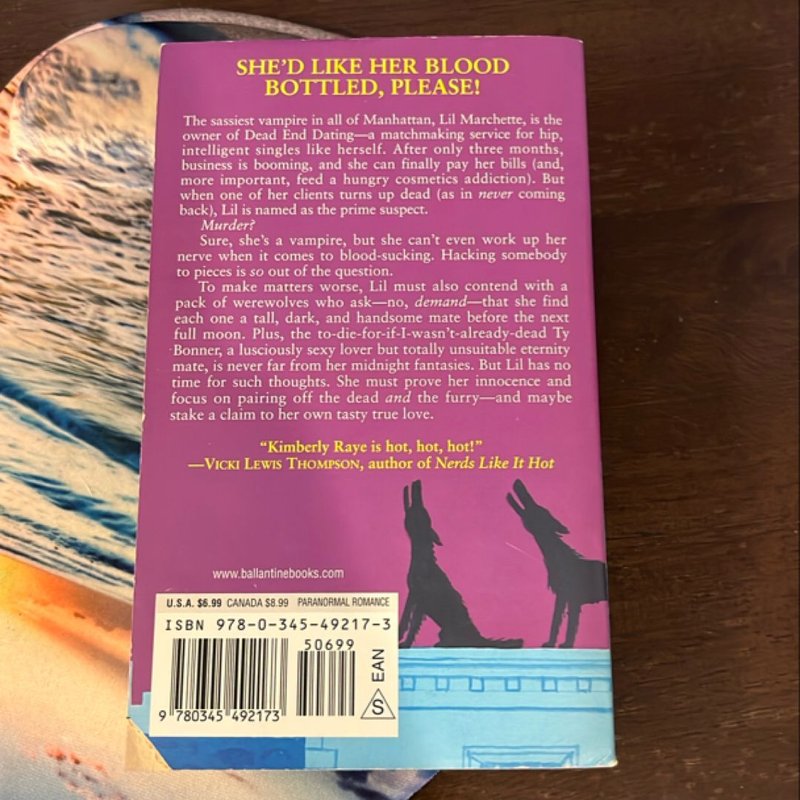 SHE'D LIKE HER BLOOD
BOTTLED, PLEASE!
The sassiest vampire in all of Manhattan, Lil Marchette, is the
owner of Dead End Dating—a matchmaking service for hip,
intelligent singles like herself. After only three months,
business is booming, and she can finally pay her bills (and,
more important, feed a hungry cosmetics addiction). But
when one of her clients turns up dead (as in never coming
back), Lil is named as the prime suspect.
Murder?
Sure, she's a vampire, but she can't even work up her
nerve when it comes to blood-sucking. Hacking somebody
to pieces is so out of the question.
To make matters worse, Lil must also contend with a
pack of werewolves who ask—no, demand—that she find
each one a tall, dark, and handsome mate before the next
full moon. Plus, the to-die-for-if-I-wasn't-already-dead Ty
Bonner, a lusciously sexy lover but totally unsuitable eternity
mate, is never far from her midnight fantasies. But Lil has no
time for such thoughts. She must prove her innocence and
focus on pairing off the dead and the furry—and maybe
stake a claim to her own tasty true love.
"Kimberly Raye is hot, hot, hot!"
—VICKI LEWIS THOMPSON, author of Nerds Like It Hot
www.ballantinebooks.com
U.S.A. $6.99 CANADA $8.99 PARANORMAL ROMANCE
ISBN 978-0-345-49217-3
50699
9 780345 492173
EAN
S